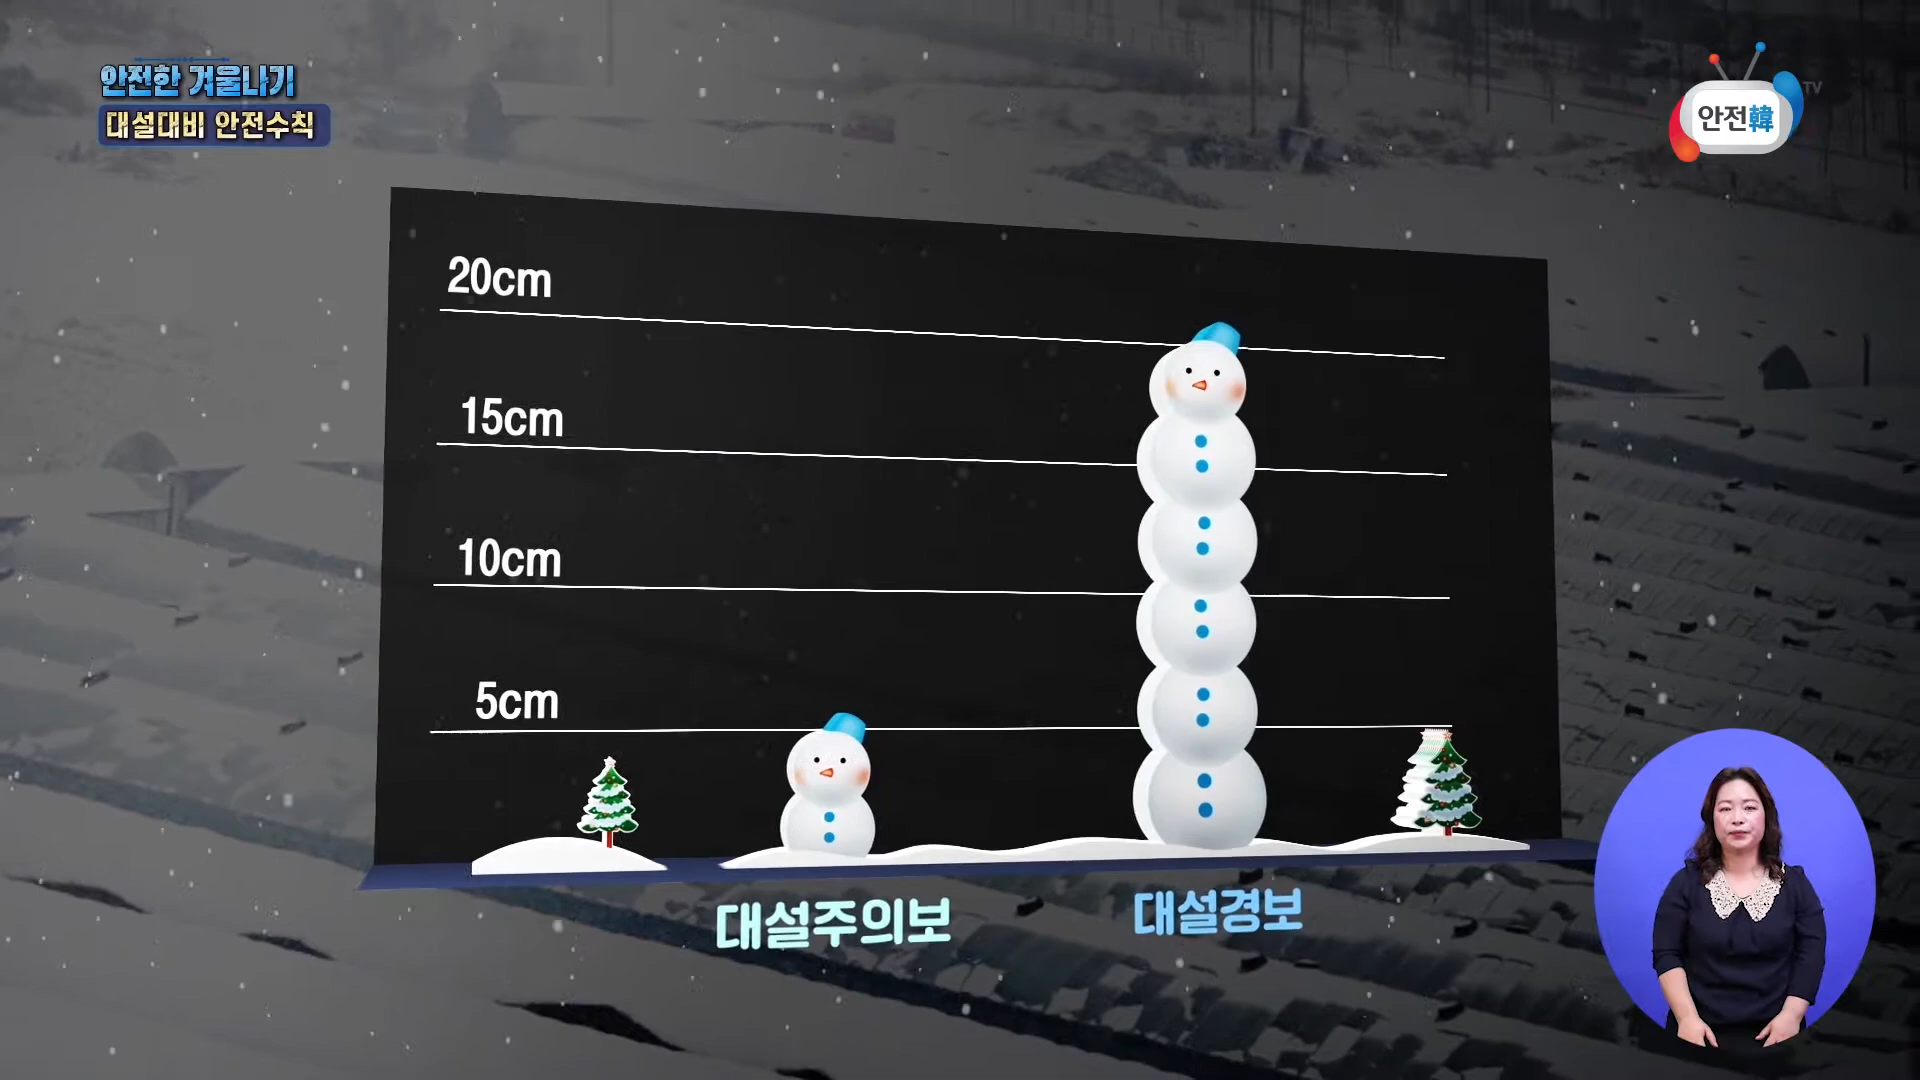 안전한 겨울나기
대설대비 안전수칙
안전韓
TV
20cm
15cm
10cm
5cm
대설주의보
대설경보